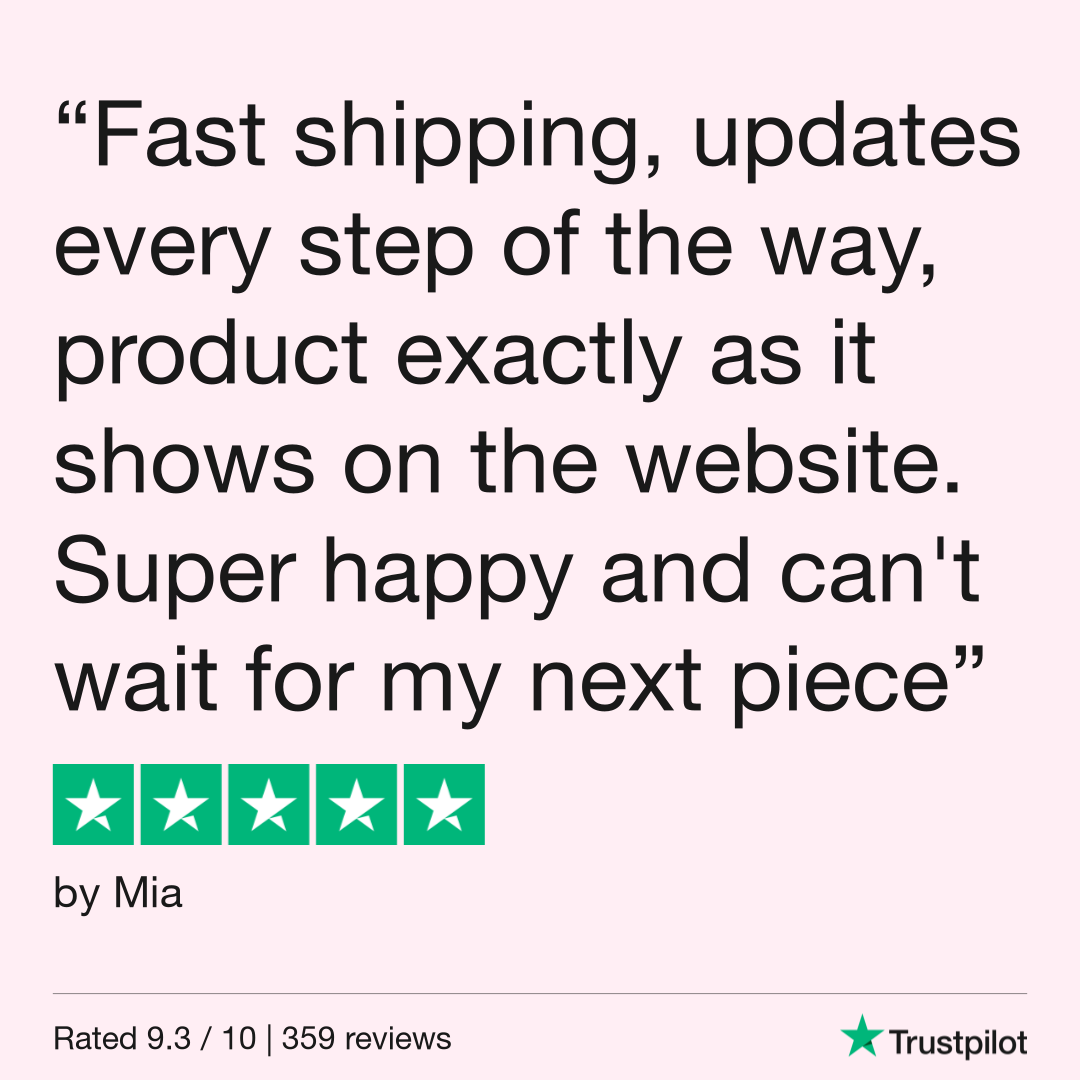 “Fast shipping, updates
every step of the way,
product exactly as it
shows on the website.
Super happy and can't
wait for my next piece”
by Mia
Rated 9.3 / 10 | 359 reviews
Trustpilot